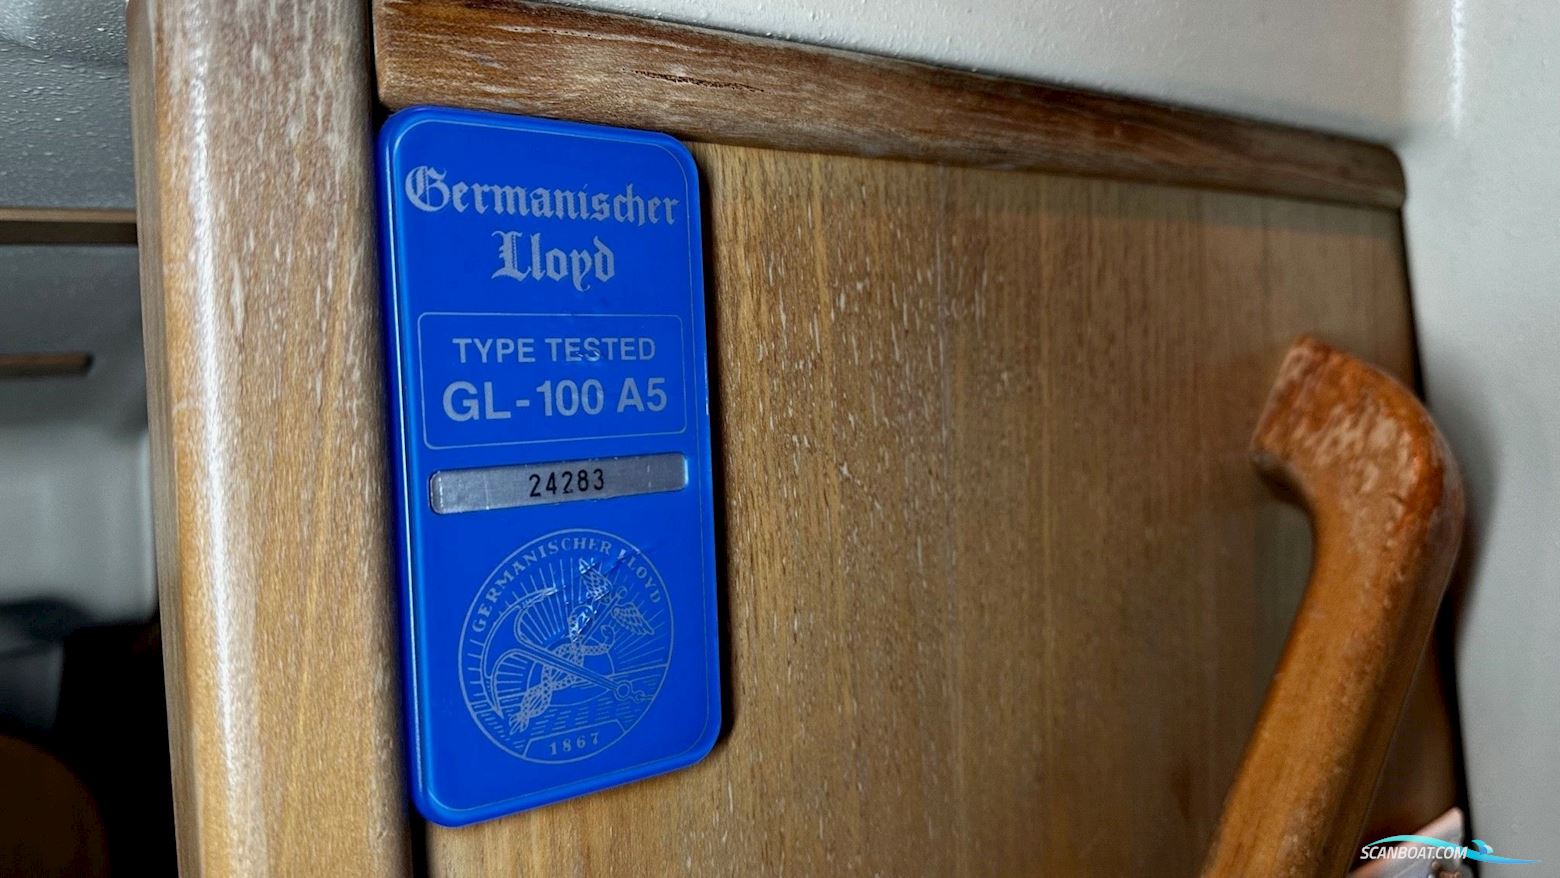 Germanischer
Lloyd
TYPE TESTED
GL-100 A5
24283
GERMANISCHER LLOYD
1867
SCANBOAT.COM